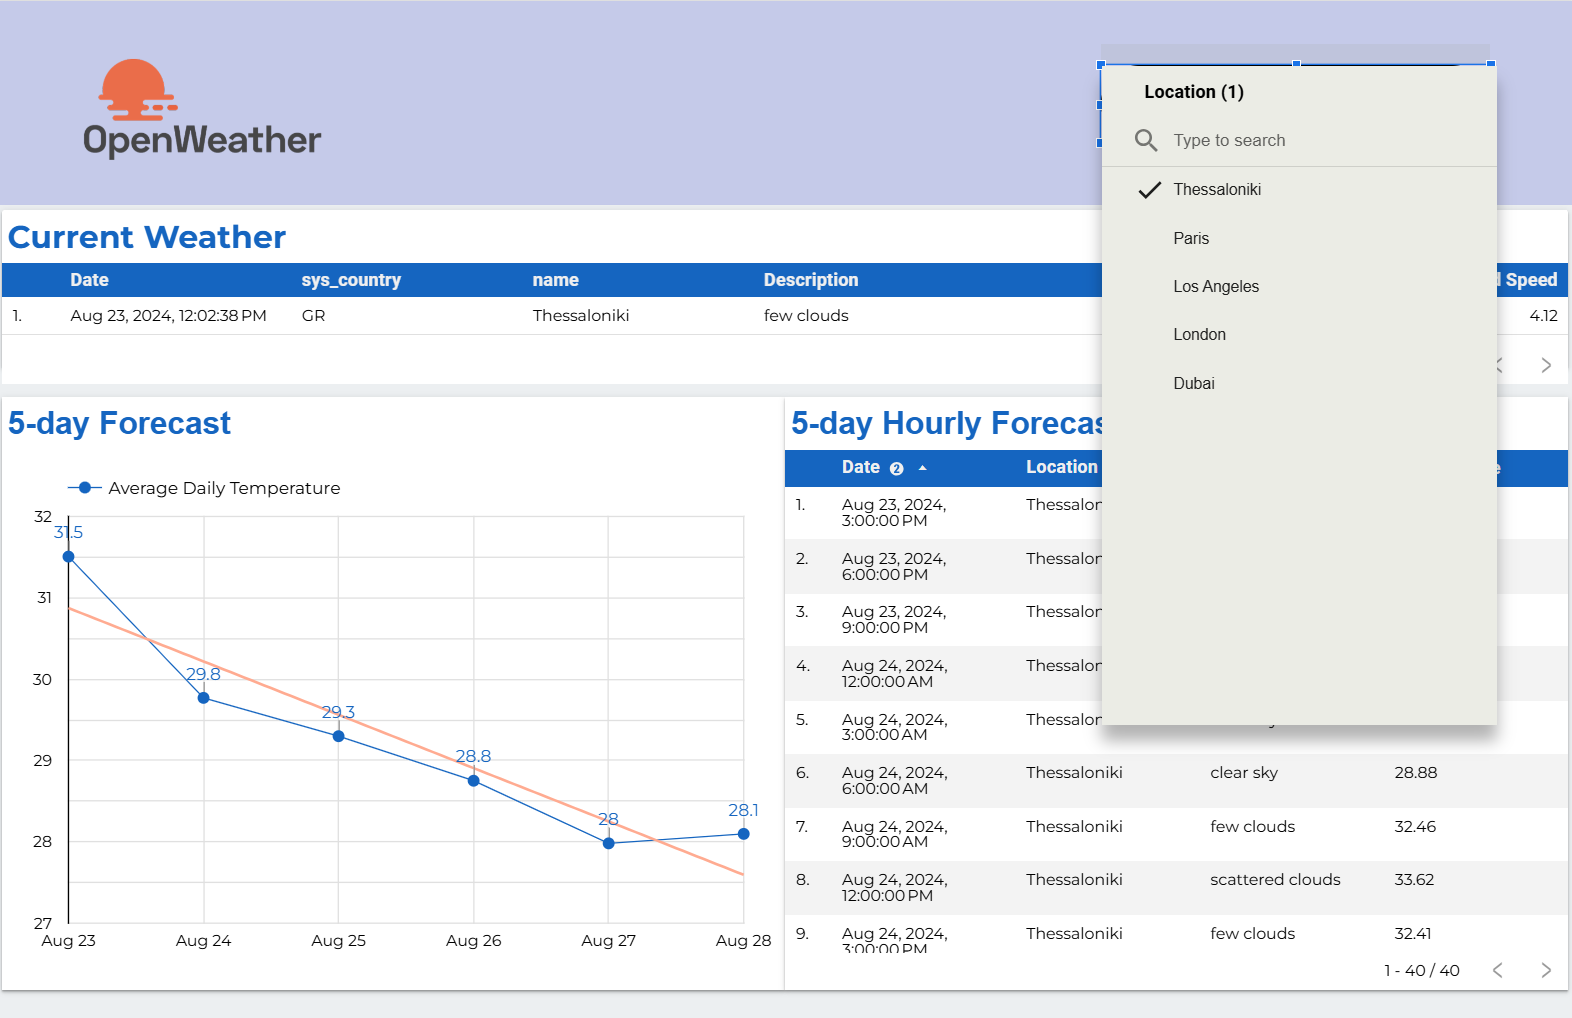 OpenWeather
Location (1)
Type to search
Thessaloniki
Paris
Los Angeles
London
Dubai
Current Weather
Date sys_country name Description Speed
1. Aug 23, 2024, 12:02:38 PM GR Thessaloniki few clouds 4.12
5-day Forecast
Average Daily Temperature
32
31
30
29
28
27
31.5
29.8
29.3
28.8
28
28.1
Aug 23 Aug 24 Aug 25 Aug 26 Aug 27 Aug 28
5-day Hourly
Date 2 Location
1. Aug 23, 2024,
3:00:00 PM
2. Aug 23, 2024,
6:00:00 PM
3. Aug 23, 2024,
9:00:00 PM
4. Aug 24, 2024,
12:00:00 AM
5. Aug 24, 2024,
3:00:00 AM
6. Aug 24, 2024, Thessaloniki clear sky 28.88
6:00:00 AM
7. Aug 24, 2024, Thessaloniki few clouds 32.46
9:00:00 AM
8. Aug 24, 2024, Thessaloniki scattered clouds 33.62
12:00:00 PM
9. Aug 24, 2024, Thessaloniki few clouds 32.41
3:00:00 PM
1 - 40 / 40